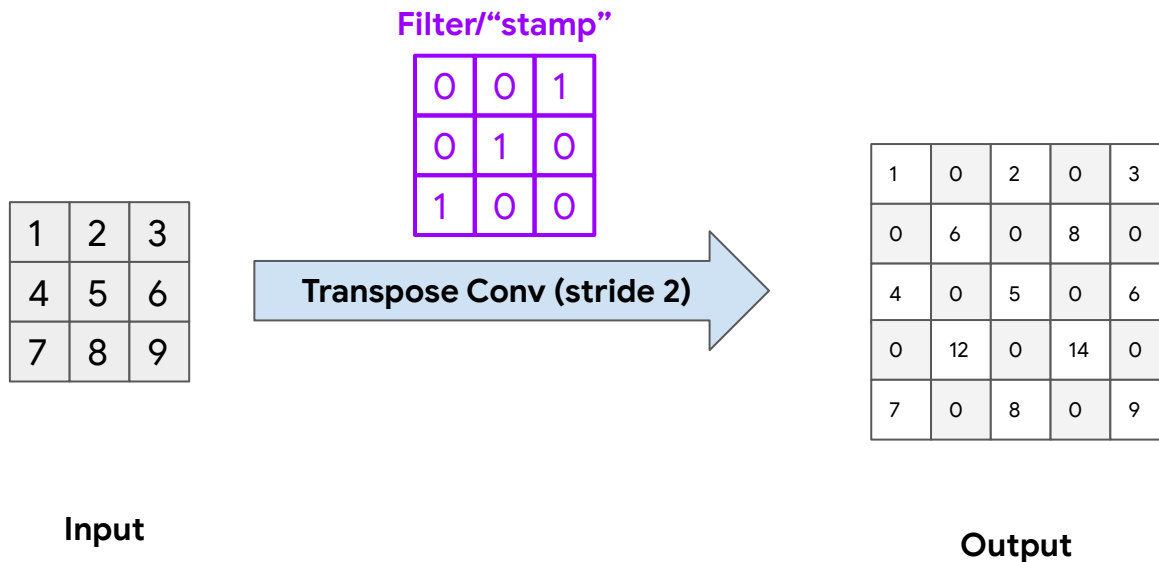 Filter/“stamp”
0 0 1
0 1 0
1 0 0
1 2 3
4 5 6
7 8 9
Transpose Conv (stride 2)
1 0 2 0 3
0 6 0 8 0
4 0 5 0 6
0 12 0 14 0
7 0 8 0 9
Input
Output